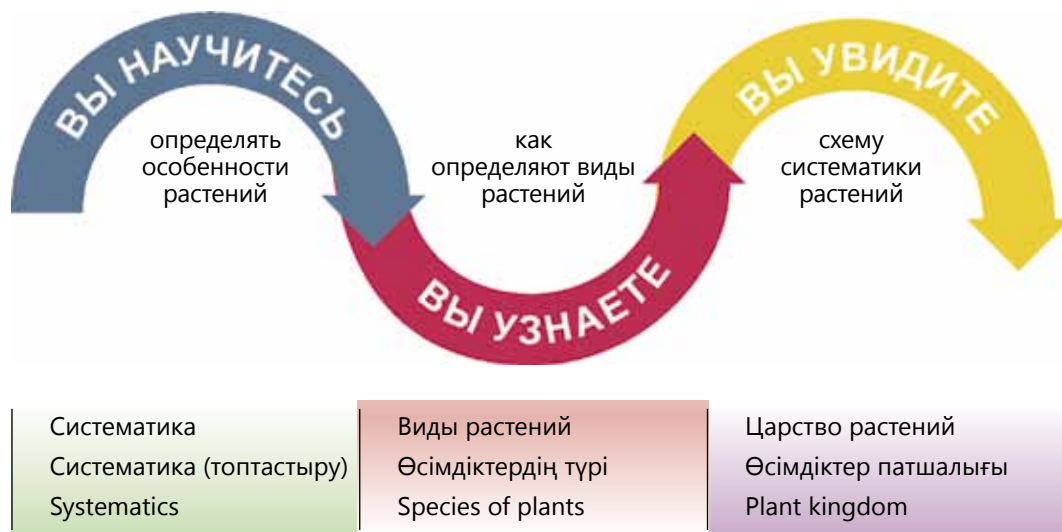 ВЫ НАУЧИТЕСЬ
определять
особенности
растений
ВЫ УЗНАЕТЕ
как
определяют виды
растений
ВЫ УВИДИТЕ
схему
систематики
растений
Систематика
Систематика (топтастыру)
Systematics
Виды растений
Өсімдіктердің түрі
Species of plants
Царство растений
Өсімдіктер патшалығы
Plant kingdom